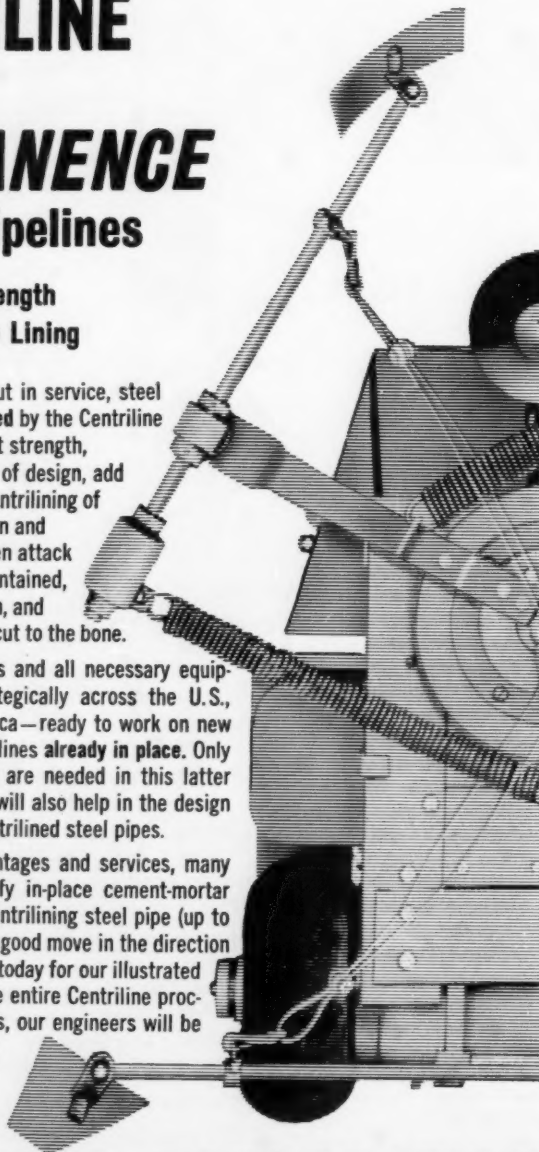 LINE
ANENCE
pelines
ength
Lining
ut in service, steel
ed by the Centriline
t strength,
of design, add
ntrilining of
n and
en attack
ntained,
n, and
cut to the bone.
s and all necessary equip-
tegically across the U.S.,
ca—ready to work on new
lines already in place. Only
are needed in this latter
will also help in the design
trilined steel pipes.
ntages and services, many
fy in-place cement-mortar
ntrilining steel pipe (up to
good move in the direction
today for our illustrated
e entire Centriline proc-
s, our engineers will be